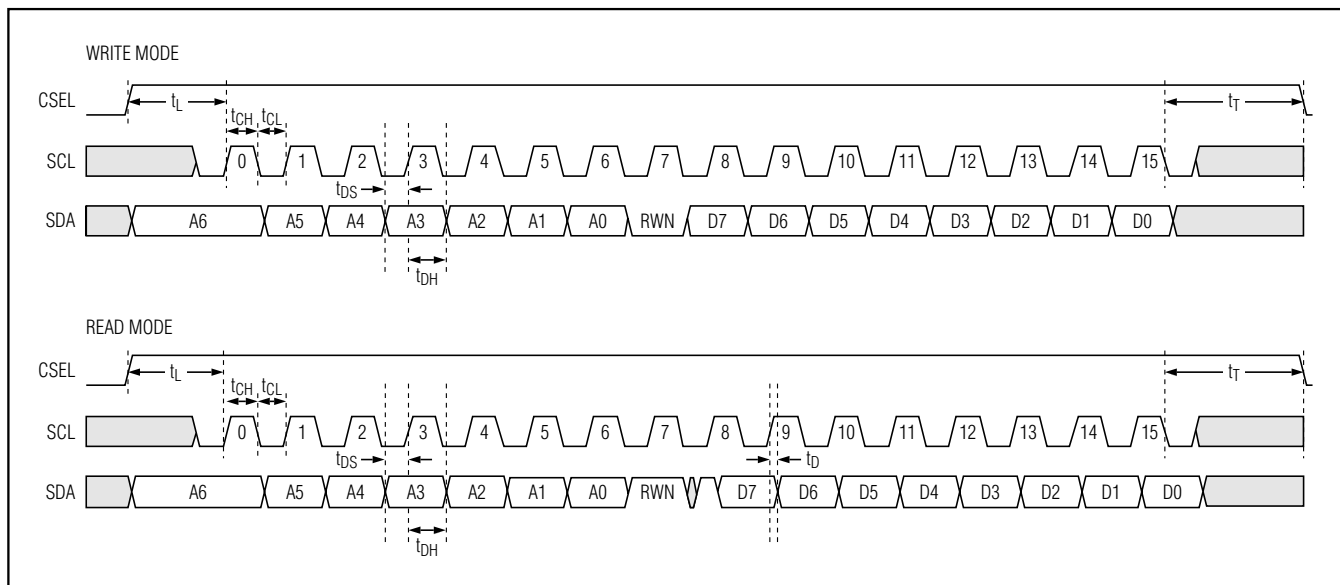 WRITE MODE
CSEL
tL
tT
tCH tCL
SCL
0 1 2 3 4 5 6 7 8 9 10 11 12 13 14 15
tDS
SDA
A6 A5 A4 A3 A2 A1 A0 RWN D7 D6 D5 D4 D3 D2 D1 D0
tDH
READ MODE
CSEL
tL
tT
tCH tCL
SCL
0 1 2 3 4 5 6 7 8 9 10 11 12 13 14 15
tDS
tD
SDA
A6 A5 A4 A3 A2 A1 A0 RWN D7 D6 D5 D4 D3 D2 D1 D0
tDH